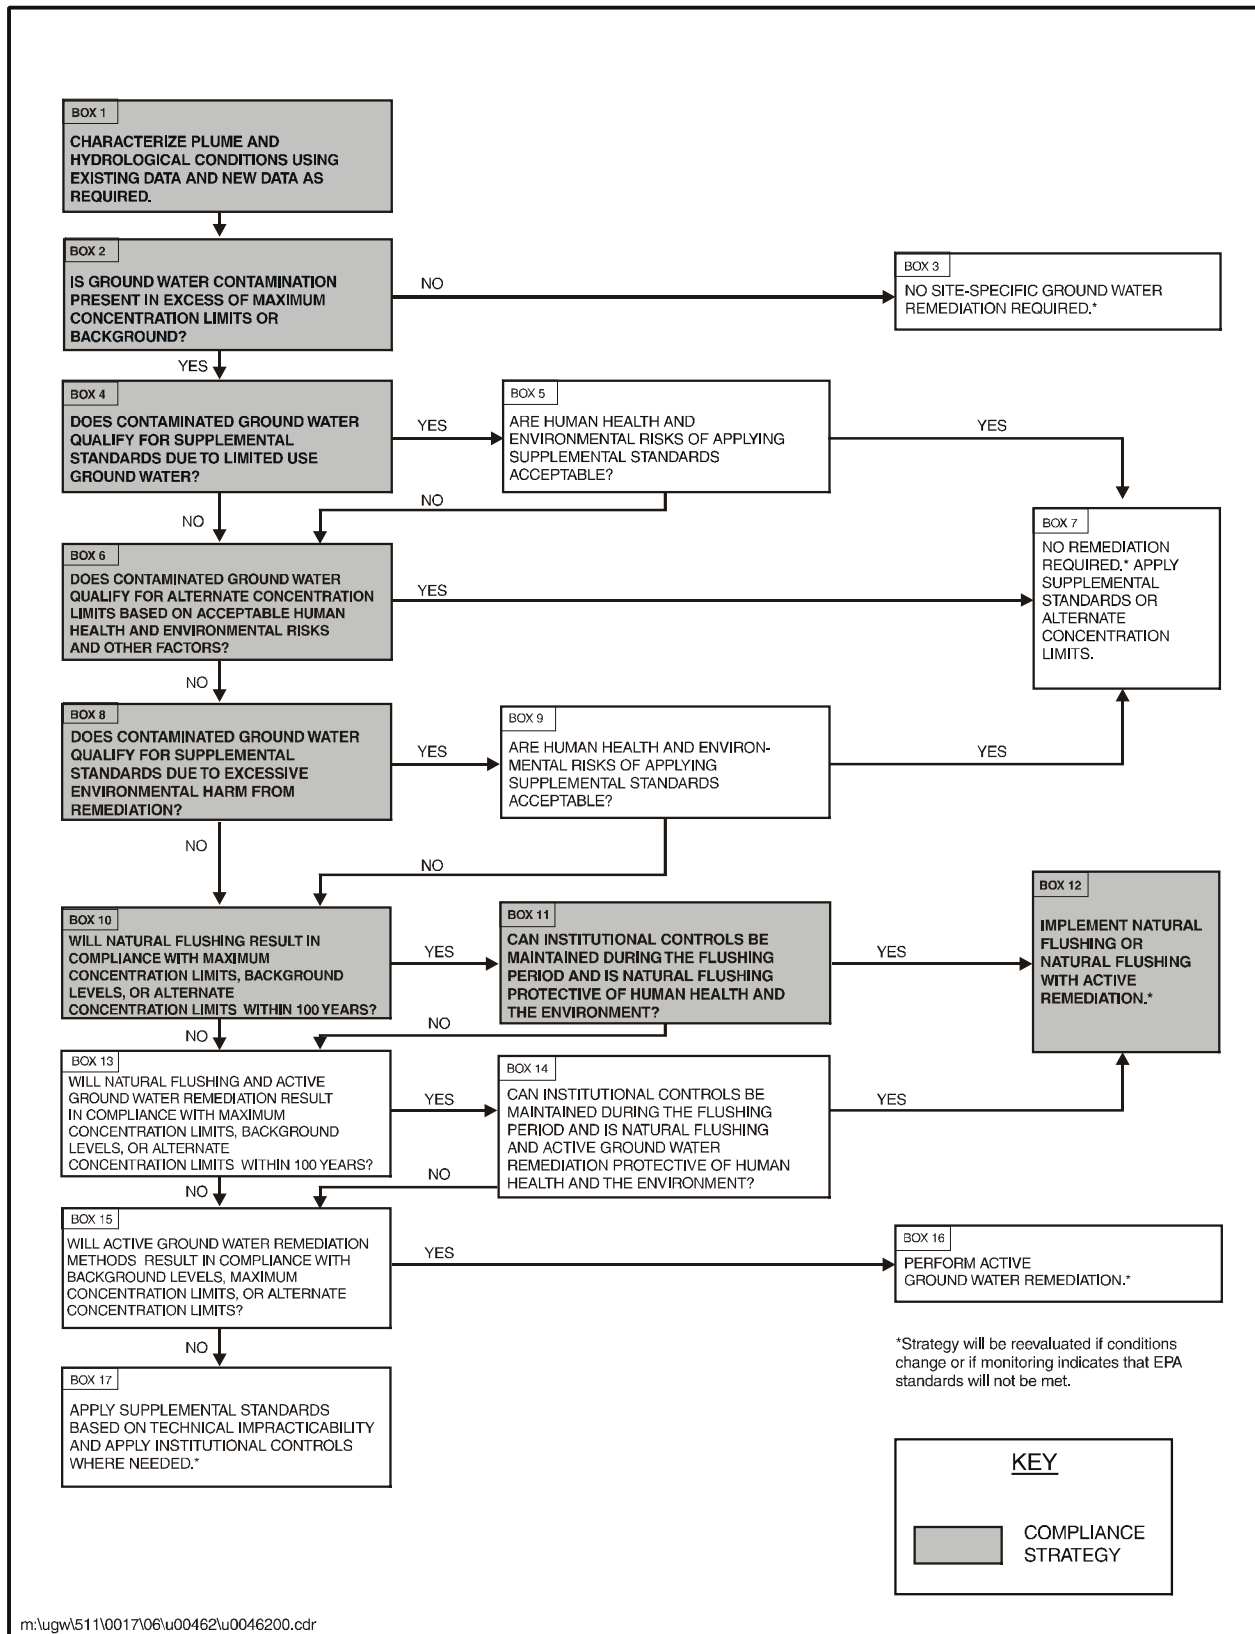 BOX 1
CHARACTERIZE PLUME AND
HYDROLOGICAL CONDITIONS USING
EXISTING DATA AND NEW DATA AS
REQUIRED.
BOX 2
IS GROUND WATER CONTAMINATION
PRESENT IN EXCESS OF MAXIMUM
CONCENTRATION LIMITS OR
BACKGROUND?
NO
BOX 3
NO SITE-SPECIFIC GROUND WATER
REMEDIATION REQUIRED.*
YES
BOX 4
DOES CONTAMINATED GROUND WATER
QUALIFY FOR SUPPLEMENTAL
STANDARDS DUE TO LIMITED USE
GROUND WATER?
YES
BOX 5
ARE HUMAN HEALTH AND
ENVIRONMENTAL RISKS OF APPLYING
SUPPLEMENTAL STANDARDS
ACCEPTABLE?
YES
NO
NO
BOX 6
DOES CONTAMINATED GROUND WATER
QUALIFY FOR ALTERNATE CONCENTRATION
LIMITS BASED ON ACCEPTABLE HUMAN
HEALTH AND ENVIRONMENTAL RISKS
AND OTHER FACTORS?
YES
BOX 7
NO REMEDIATION
REQUIRED.* APPLY
SUPPLEMENTAL
STANDARDS OR
ALTERNATE
CONCENTRATION
LIMITS.
NO
BOX 8
DOES CONTAMINATED GROUND WATER
QUALIFY FOR SUPPLEMENTAL
STANDARDS DUE TO EXCESSIVE
ENVIRONMENTAL HARM FROM
REMEDIATION?
YES
BOX 9
ARE HUMAN HEALTH AND ENVIRON-
MENTAL RISKS OF APPLYING
SUPPLEMENTAL STANDARDS
ACCEPTABLE?
YES
NO
NO
BOX 10
WILL NATURAL FLUSHING RESULT IN
COMPLIANCE WITH MAXIMUM
CONCENTRATION LIMITS, BACKGROUND
LEVELS, OR ALTERNATE
CONCENTRATION LIMITS WITHIN 100 YEARS?
YES
BOX 11
CAN INSTITUTIONAL CONTROLS BE
MAINTAINED DURING THE FLUSHING
PERIOD AND IS NATURAL FLUSHING
PROTECTIVE OF HUMAN HEALTH AND
THE ENVIRONMENT?
YES
BOX 12
IMPLEMENT NATURAL
FLUSHING OR
NATURAL FLUSHING
WITH ACTIVE
REMEDIATION.*
NO
NO
BOX 13
WILL NATURAL FLUSHING AND ACTIVE
GROUND WATER REMEDIATION RESULT
IN COMPLIANCE WITH MAXIMUM
CONCENTRATION LIMITS, BACKGROUND
LEVELS, OR ALTERNATE
CONCENTRATION LIMITS WITHIN 100 YEARS?
YES
BOX 14
CAN INSTITUTIONAL CONTROLS BE
MAINTAINED DURING THE FLUSHING
PERIOD AND IS NATURAL FLUSHING
AND ACTIVE GROUND WATER
REMEDIATION PROTECTIVE OF HUMAN
HEALTH AND THE ENVIRONMENT?
YES
NO
NO
BOX 15
WILL ACTIVE GROUND WATER REMEDIATION
METHODS RESULT IN COMPLIANCE WITH
BACKGROUND LEVELS, MAXIMUM
CONCENTRATION LIMITS, OR ALTERNATE
CONCENTRATION LIMITS?
YES
BOX 16
PERFORM ACTIVE
GROUND WATER REMEDIATION.*
NO
*Strategy will be reevaluated if conditions
change or if monitoring indicates that EPA
standards will not be met.
BOX 17
APPLY SUPPLEMENTAL STANDARDS
BASED ON TECHNICAL IMPRACTICABILITY
AND APPLY INSTITUTIONAL CONTROLS
WHERE NEEDED.*
KEY
COMPLIANCE
STRATEGY
m:\ugw\511\0017\06\u00462\u0046200.cdr